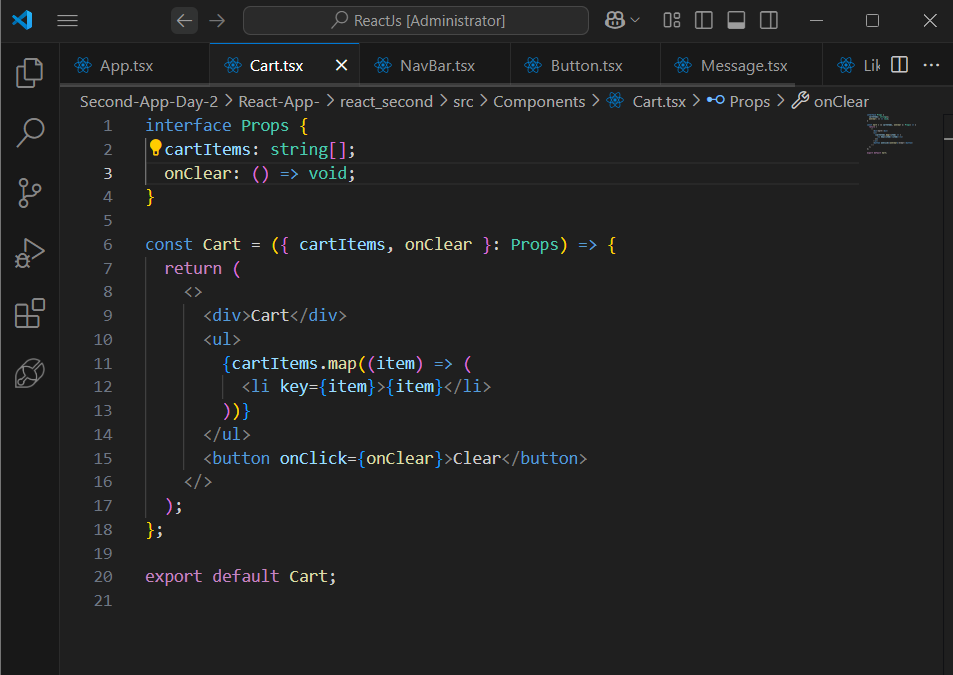 ReactJs [Administrator]
App.tsx Cart.tsx NavBar.tsx Button.tsx Message.tsx Lik
Second-App-Day-2 > React-App- > react_second > src > Components > Cart.tsx > Props > onClear
1 interface Props {
2 cartItems: string[];
3 onClear: () => void;
4 }
5
6 const Cart = ({ cartItems, onClear }: Props) => {
7 return (
8 <>
9 <div>Cart</div>
10 <ul>
11 {cartItems.map((item) => (
12 <li key={item}>{item}</li>
13 ))}
14 </ul>
15 <button onClick={onClear}>Clear</button>
16 </>
17 );
18 };
19
20 export default Cart;
21